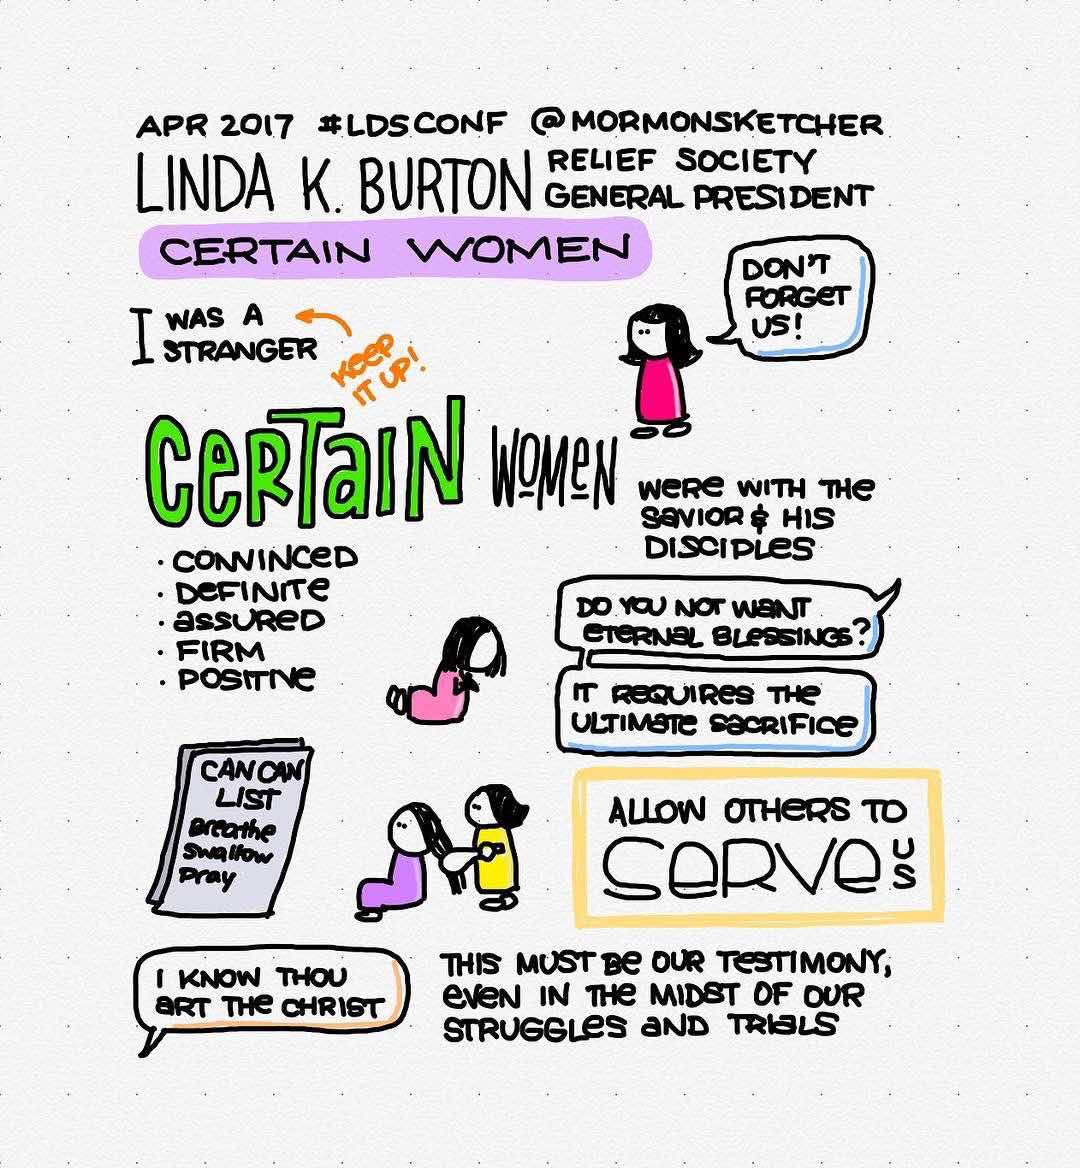 APR 2017 #LDSCONF @MORMONSKETCHER
LINDA K. BURTON
RELIEF SOCIETY
GENERAL PRESIDENT
CERTAIN WOMEN
DON'T
FORGET
US!
I WAS A
STRANGER
KEEP
IT UP!
CERTAIN WOMEN
WERE WITH THE
SAVIOR & HIS
DISCIPLES
· CONVINCED
· DEFINITE
· ASSURED
· FIRM
· POSITIVE
DO YOU NOT WANT
ETERNAL BLESSINGS?
IT REQUIRES THE
ULTIMATE SACRIFICE
CAN CAN
LIST
Breathe
Swallow
Pray
ALLOW OTHERS TO
SERVE US
I KNOW THOU
ART THE CHRIST
THIS MUST BE OUR TESTIMONY,
EVEN IN THE MIDST OF OUR
STRUGGLES AND TRIALS